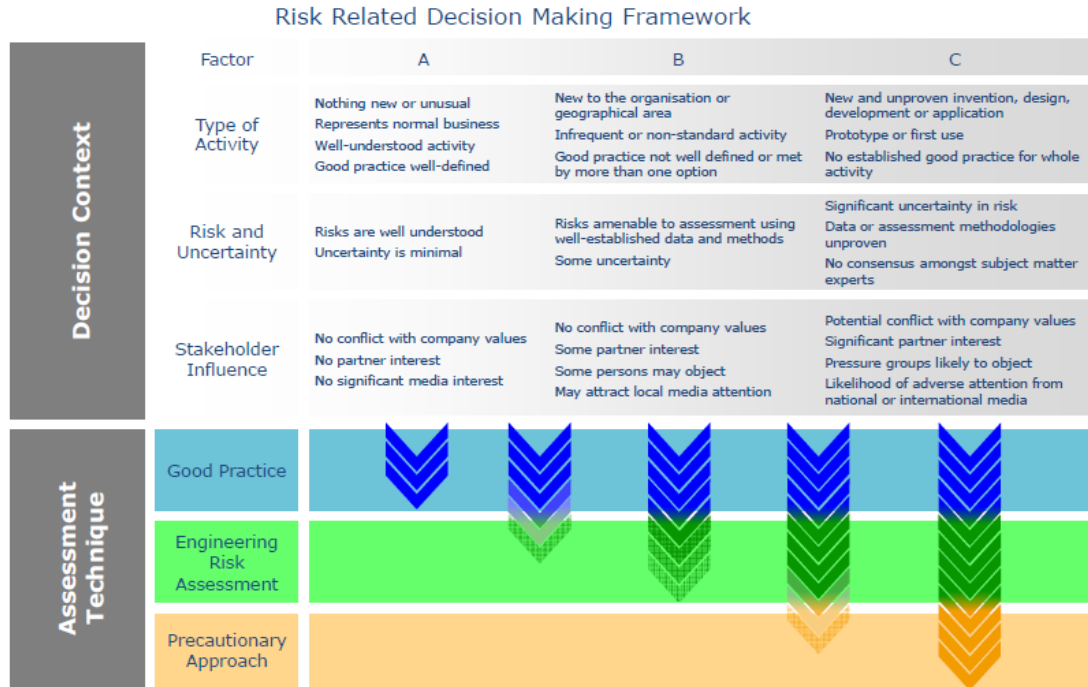 Risk Related Decision Making Framework
Decision Context
Factor
A
B
C
Type of
Activity
Nothing new or unusual
Represents normal business
Well-understood activity
Good practice well-defined
New to the organisation or
geographical area
Infrequent or non-standard activity
Good practice not well defined or met
by more than one option
New and unproven invention, design,
development or application
Prototype or first use
No established good practice for whole
activity
Risk and
Uncertainty
Risks are well understood
Uncertainty is minimal
Risks amenable to assessment using
well-established data and methods
Some uncertainty
Significant uncertainty in risk
Data or assessment methodologies
unproven
No consensus amongst subject matter
experts
Stakeholder
Influence
No conflict with company values
No partner interest
No significant media interest
No conflict with company values
Some partner interest
Some persons may object
May attract local media attention
Potential conflict with company values
Significant partner interest
Pressure groups likely to object
Likelihood of adverse attention from
national or international media
Assessment
Technique
Good Practice
Engineering
Risk
Assessment
Precautionary
Approach